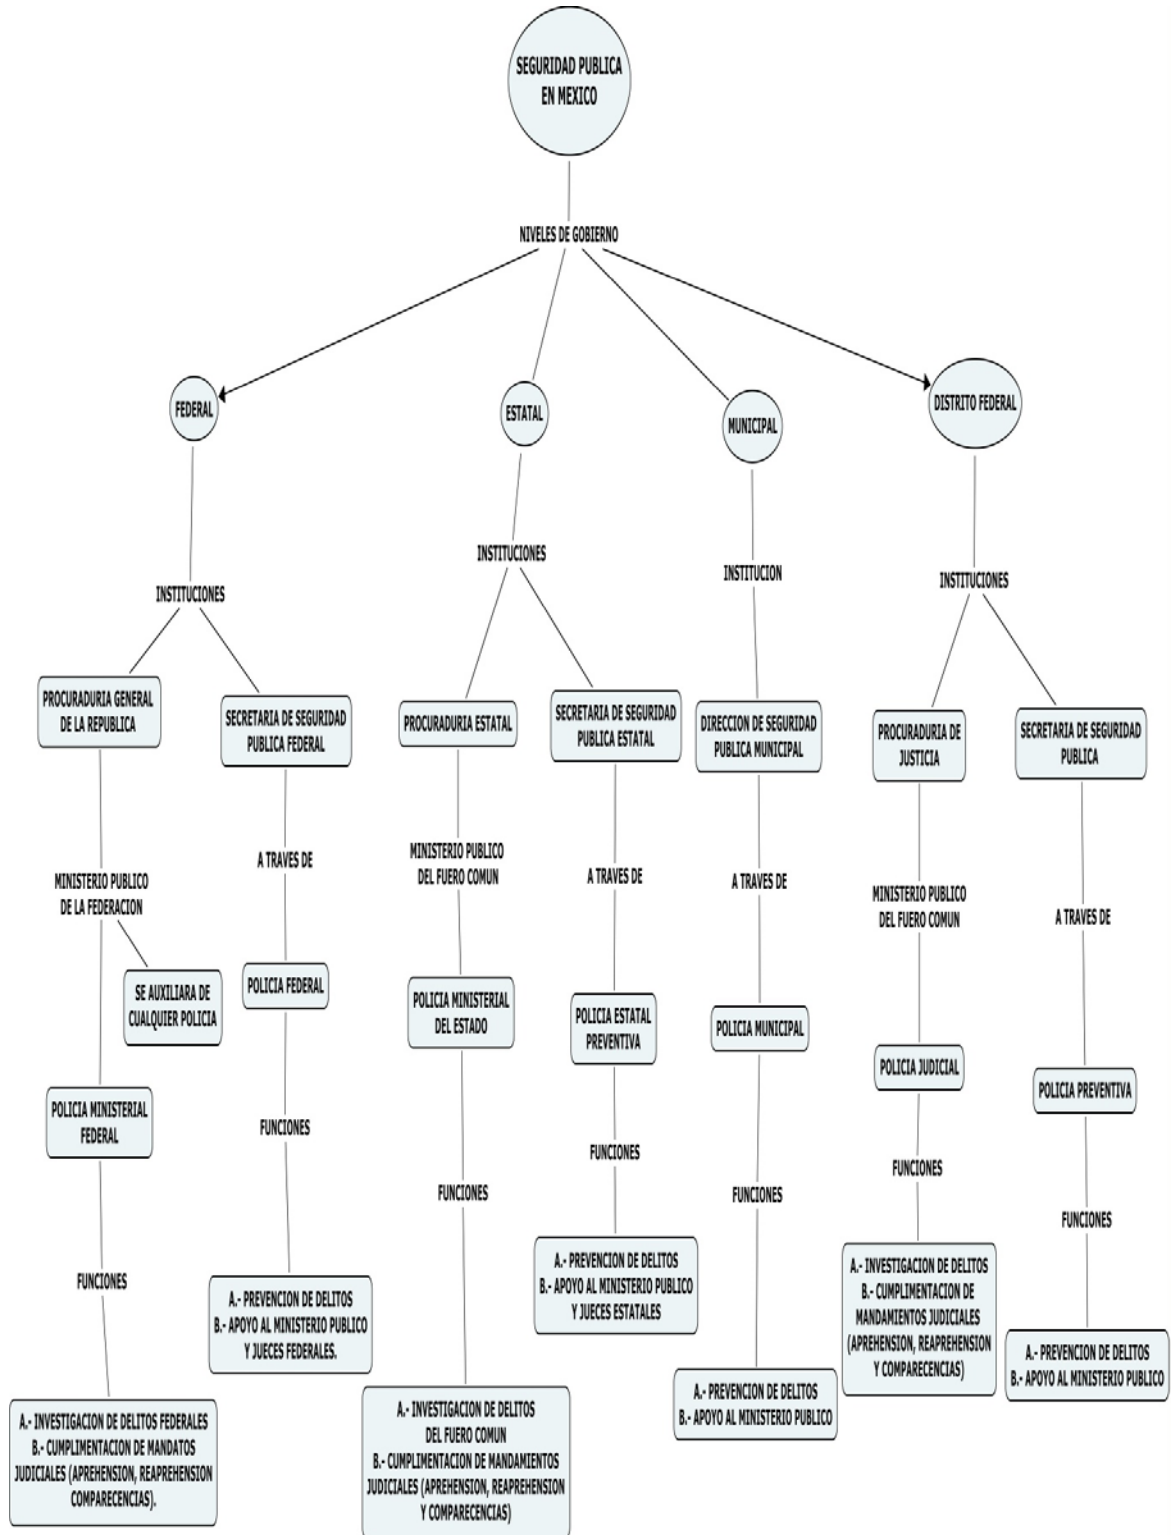 SEGURIDAD PUBLICA
EN MEXICO
NIVELES DE GOBIERNO
FEDERAL
ESTATAL
MUNICIPAL
DISTRITO FEDERAL
INSTITUCIONES
INSTITUCIONES
INSTITUCION
INSTITUCIONES
PROCURADURIA GENERAL
DE LA REPUBLICA
SECRETARIA DE SEGURIDAD
PUBLICA FEDERAL
PROCURADURIA ESTATAL
SECRETARIA DE SEGURIDAD
PUBLICA ESTATAL
DIRECCION DE SEGURIDAD
PUBLICA MUNICIPAL
PROCURADURIA DE
JUSTICIA
SECRETARIA DE SEGURIDAD
PUBLICA
MINISTERIO PUBLICO
DE LA FEDERACION
A TRAVES DE
MINISTERIO PUBLICO
DEL FUERO COMUN
A TRAVES DE
A TRAVES DE
MINISTERIO PUBLICO
DEL FUERO COMUN
A TRAVES DE
SE AUXILIARA DE
CUALQUIER POLICIA
POLICIA FEDERAL
POLICIA MINISTERIAL
DEL ESTADO
POLICIA ESTATAL
PREVENTIVA
POLICIA MUNICIPAL
POLICIA JUDICIAL
POLICIA PREVENTIVA
POLICIA MINISTERIAL
FEDERAL
FUNCIONES
FUNCIONES
FUNCIONES
FUNCIONES
FUNCIONES
FUNCIONES
FUNCIONES
A.- INVESTIGACION DE DELITOS FEDERALES
B.- CUMPLIMENTACION DE MANDATOS
JUDICIALES (APREHENSION, REAPREHENSION
COMPARECENCIAS).
A.- PREVENCION DE DELITOS
B.- APOYO AL MINISTERIO PUBLICO
Y JUECES FEDERALES.
A.- INVESTIGACION DE DELITOS
DEL FUERO COMUN
B.- CUMPLIMENTACION DE MANDAMIENTOS
JUDICIALES (APREHENSION, REAPREHENSION
Y COMPARECENCIAS)
A.- PREVENCION DE DELITOS
B.- APOYO AL MINISTERIO PUBLICO
Y JUECES ESTATALES
A.- PREVENCION DE DELITOS
B.- APOYO AL MINISTERIO PUBLICO
A.- INVESTIGACION DE DELITOS
B.- CUMPLIMENTACION DE
MANDAMIENTOS JUDICIALES
(APREHENSION, REAPREHENSION
Y COMPARECENCIAS)
A.- PREVENCION DE DELITOS
B.- APOYO AL MINISTERIO PUBLICO